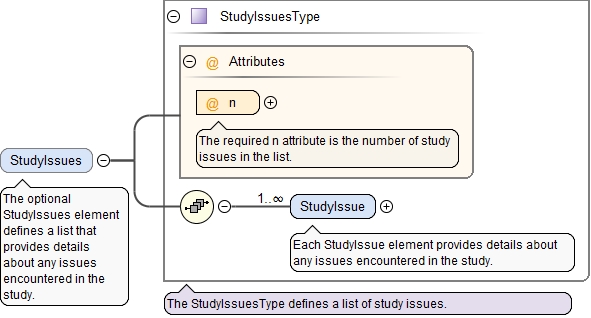 StudyIssuesType
@ Attributes
@ n
The required n attribute is the number of study
issues in the list.
StudyIssues
The optional
StudyIssues element
defines a list that
provides details
about any issues
encountered in the
study.
1..∞
StudyIssue
Each StudyIssue element provides details about
any issues encountered in the study.
The StudyIssuesType defines a list of study issues.